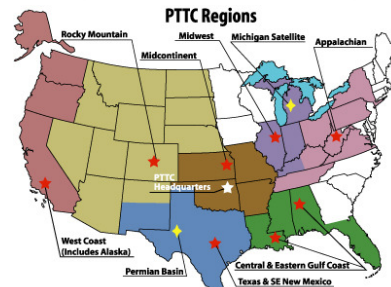 PTTC Regions
Rocky Mountain
Midwest
Michigan Satellite
Appalachian
Midcontinent
PTTC
Headquarters
West Coast
(Includes Alaska)
Permian Basin
Central & Eastern Gulf Coast
Texas & SE New Mexico